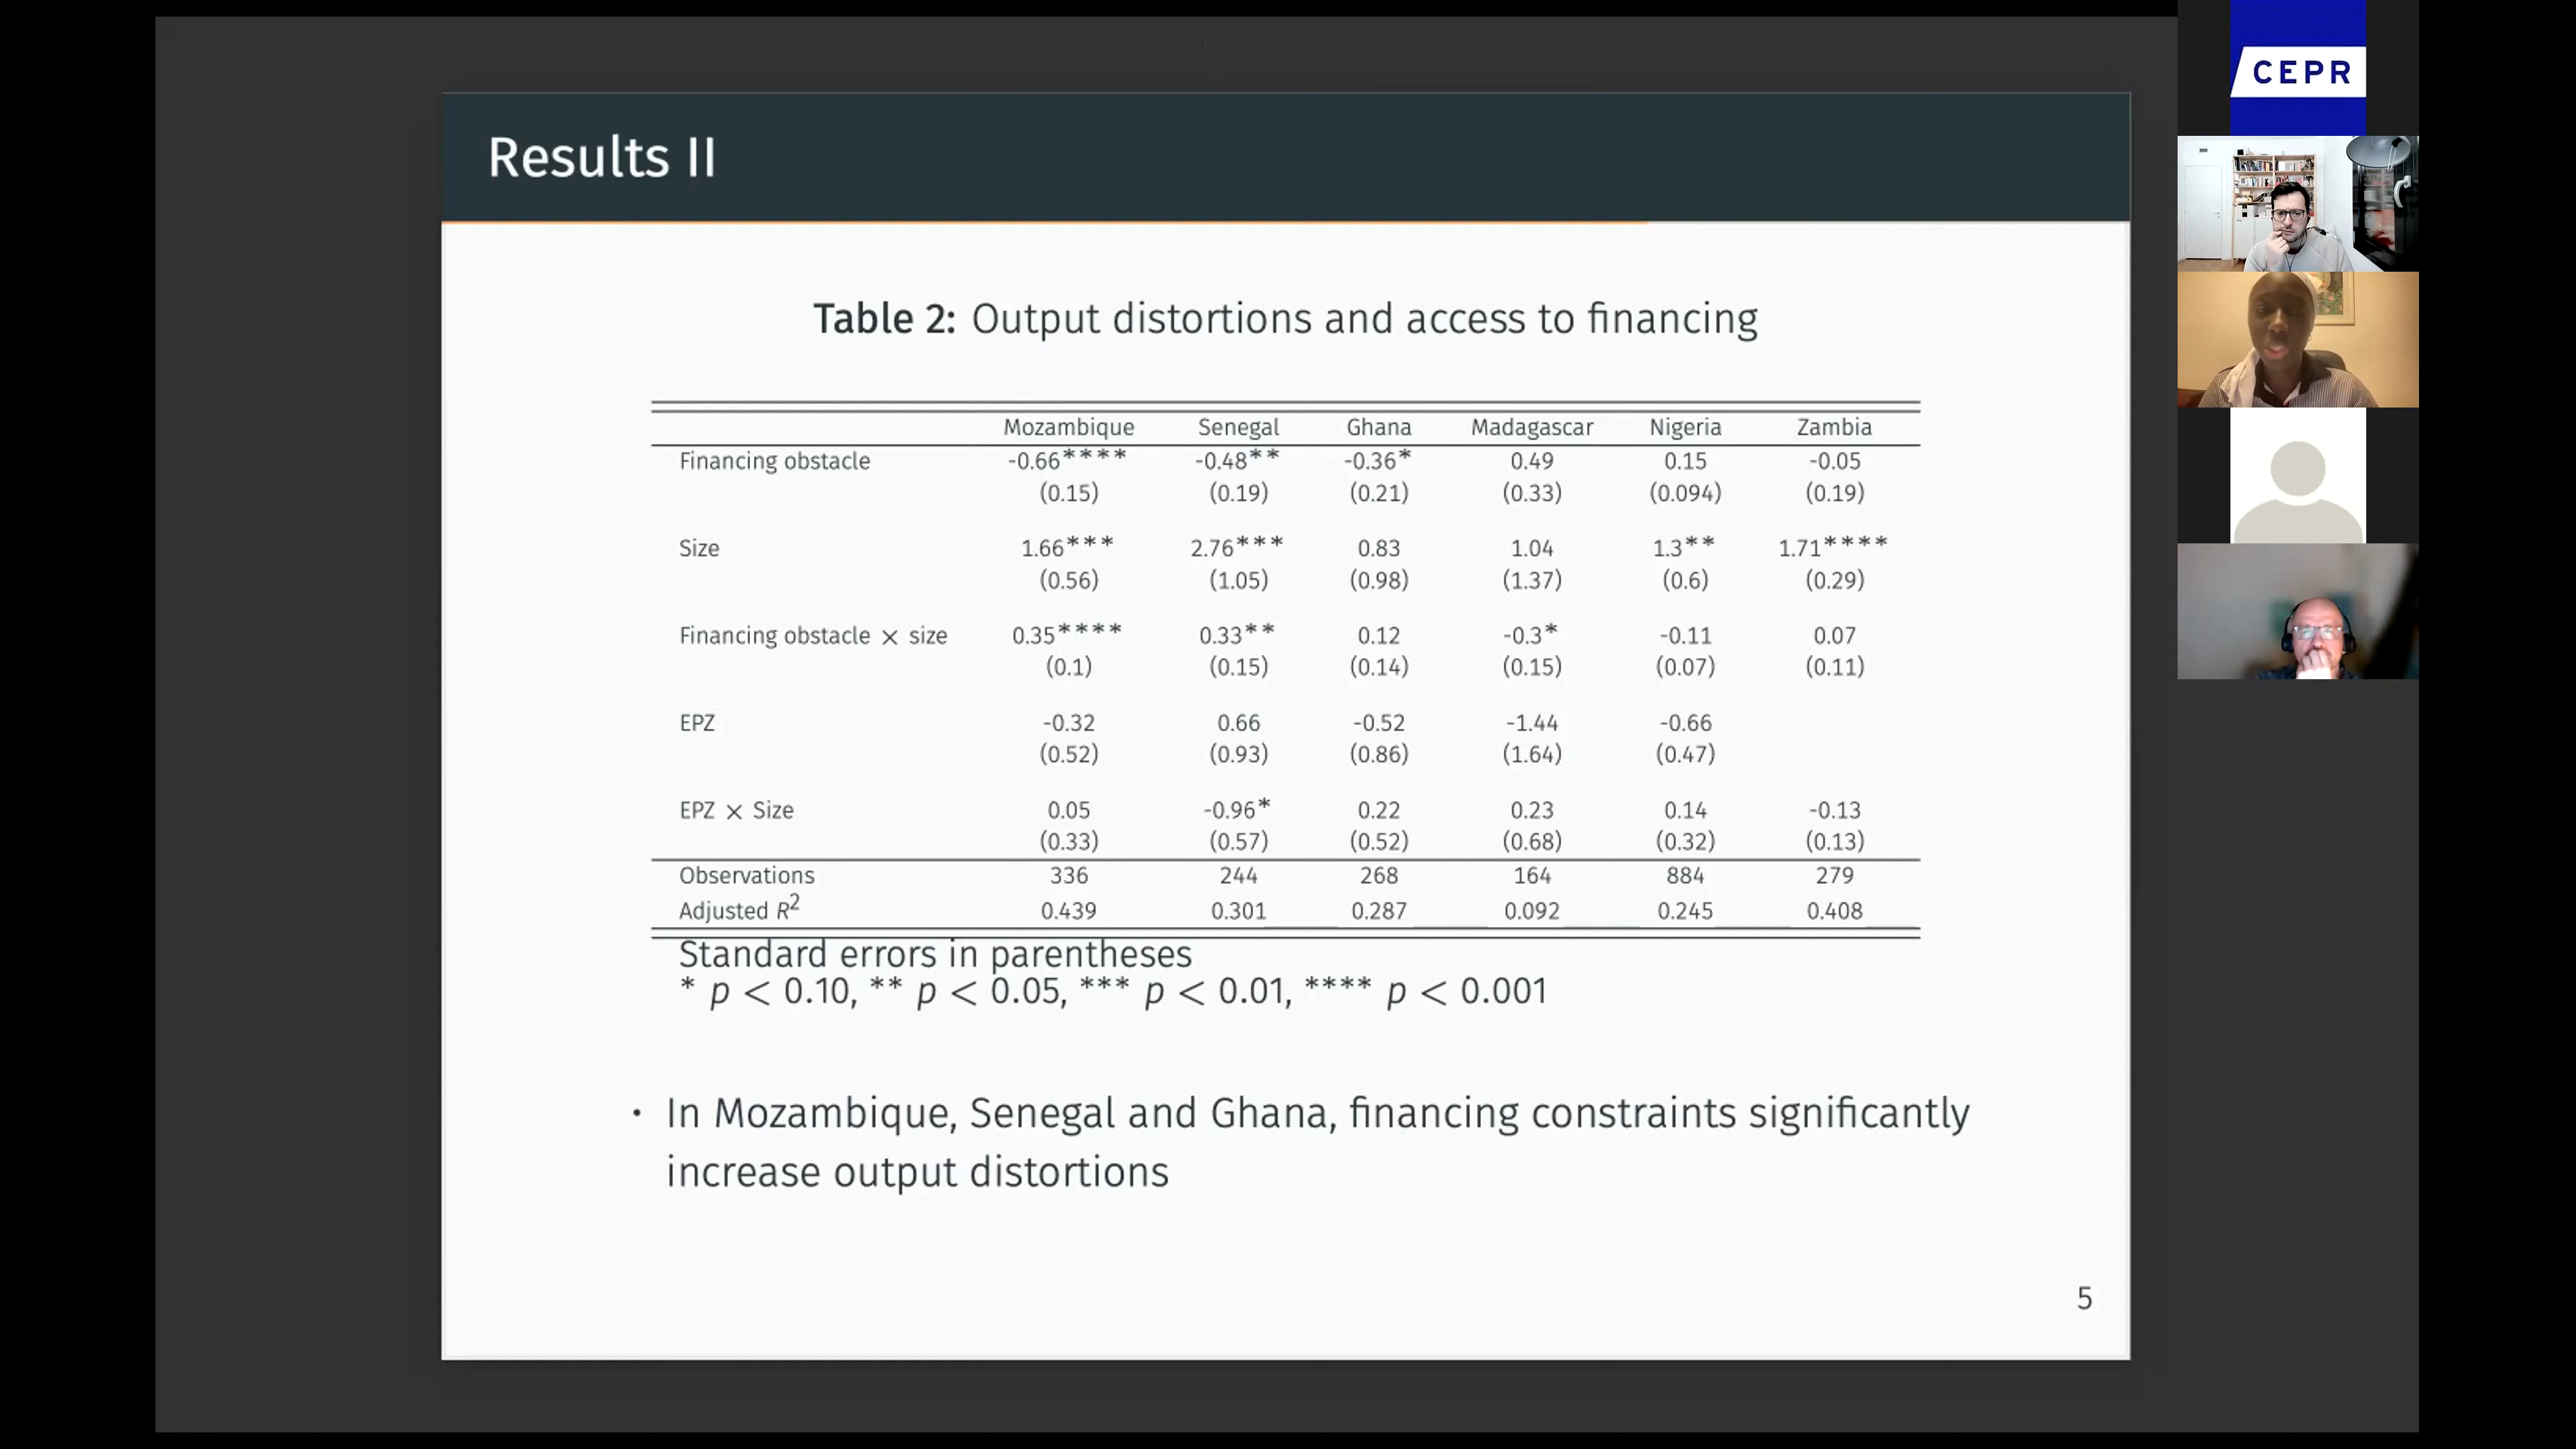 CEPR
Results II
Table 2: Output distortions and access to financing
Mozambique Senegal Ghana Madagascar Nigeria Zambia
Financing obstacle -0.66**** -0.48** -0.36* 0.49 0.15 -0.05
(0.15) (0.19) (0.21) (0.33) (0.094) (0.19)
Size 1.66*** 2.76*** 0.83 1.04 1.3** 1.71****
(0.56) (1.05) (0.98) (1.37) (0.6) (0.29)
Financing obstacle × size 0.35**** 0.33** 0.12 -0.3* -0.11 0.07
(0.1) (0.15) (0.14) (0.15) (0.07) (0.11)
EPZ -0.32 0.66 -0.52 -1.44 -0.66
(0.52) (0.93) (0.86) (1.64) (0.47)
EPZ × Size 0.05 -0.96* 0.22 0.23 0.14 -0.13
(0.33) (0.57) (0.52) (0.68) (0.32) (0.13)
Observations 336 244 268 164 884 279
Adjusted R² 0.439 0.301 0.287 0.092 0.245 0.408
Standard errors in parentheses
* p < 0.10, ** p < 0.05, *** p < 0.01, **** p < 0.001
• In Mozambique, Senegal and Ghana, financing constraints significantly
increase output distortions
5